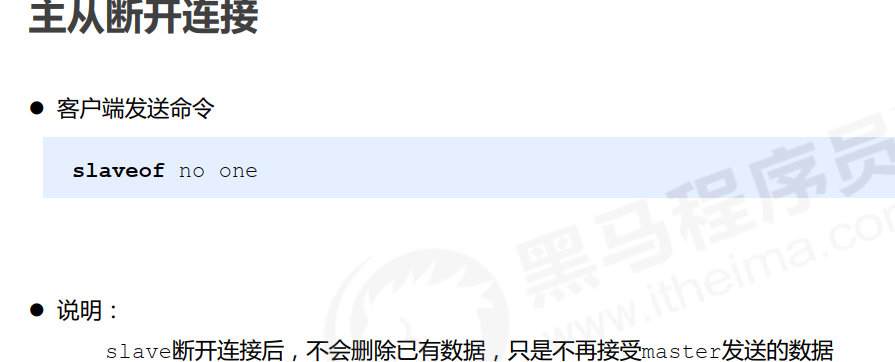 主从断开连接
● 客户端发送命令
slaveof no one
● 说明：
slave断开连接后，不会删除已有数据，只是不再接受master发送的数据
黑马程序员
www.itheima.com